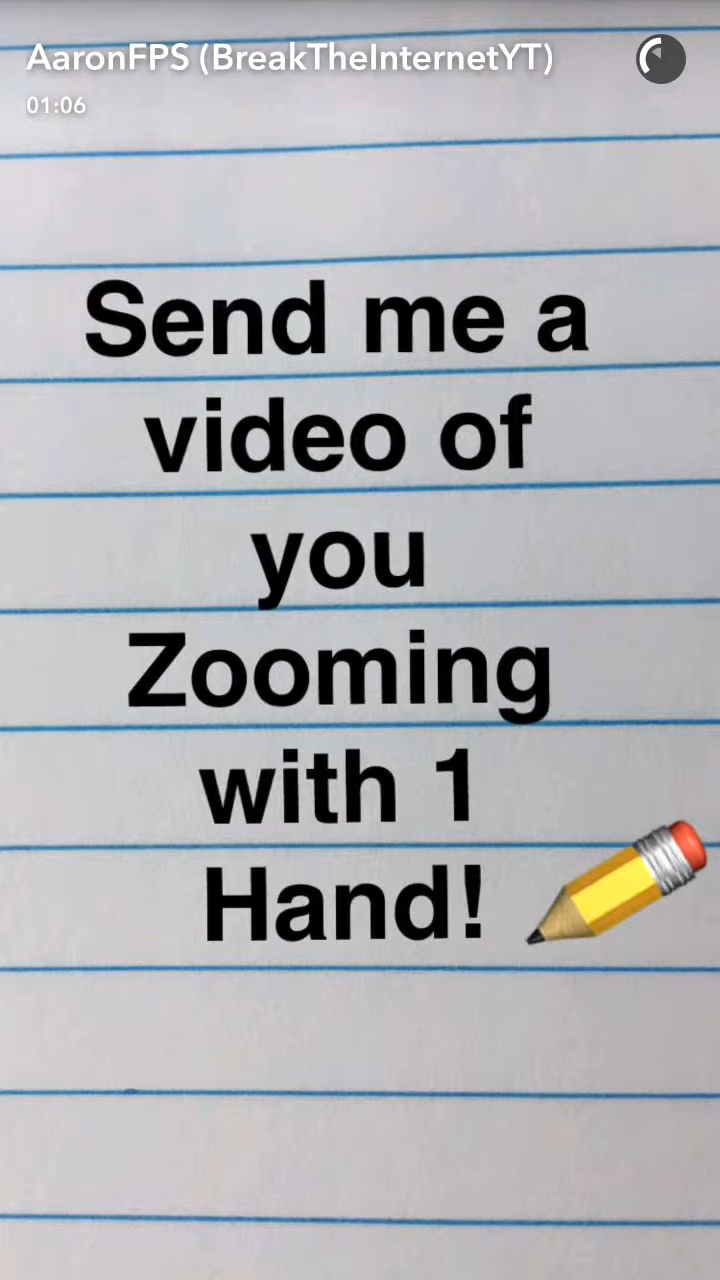 AaronFPS (BreakTheInternetYT)
01:06
Send me a
video of
you
Zooming
with 1
Hand!